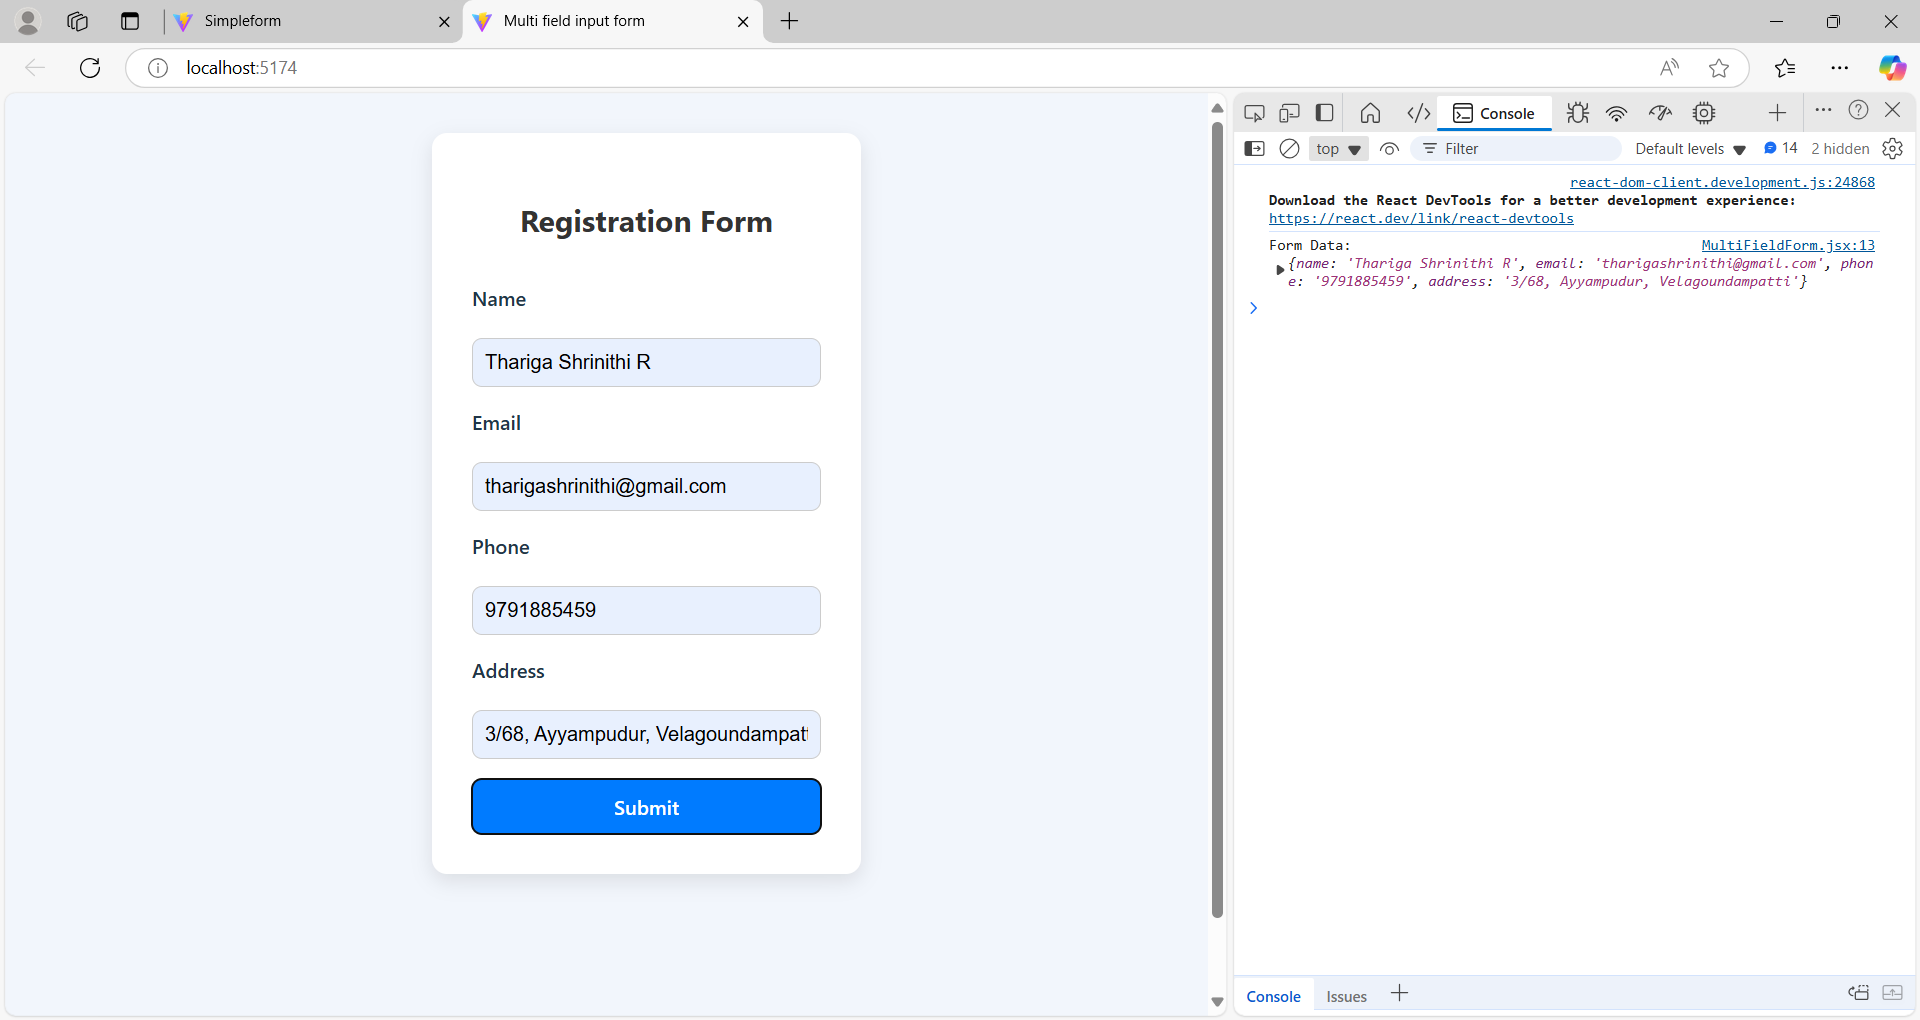 Simpleform
Multi field input form
localhost:5174
Registration Form
Name
Thariga Shrinithi R
Email
tharigashrinithi@gmail.com
Phone
9791885459
Address
3/68, Ayyampudur, Velagoundampatt
Submit
Console
top
Filter
Default levels
14
2 hidden
react-dom-client.development.js:24868
Download the React DevTools for a better development experience:
https://react.dev/link/react-devtools
Form Data:
MultiFieldForm.jsx:13
{name: 'Thariga Shrinithi R', email: 'tharigashrinithi@gmail.com', phon
e: '9791885459', address: '3/68, Ayyampudur, Velagoundampatti'}
Console
Issues